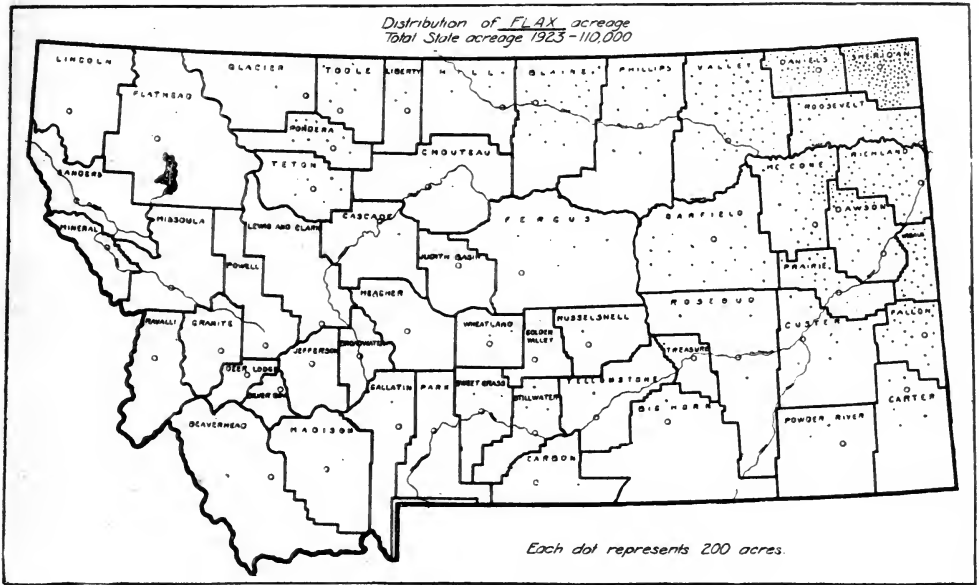 Distribution of FLAX acreage
Total State acreage 1923-110,000
LINCOLN
GLACIER
TOOLE
LIBERTY
HILL
BLAINE
PHILLIPS
VALLEY
DANIELS
SHERIDAN
FLATHEAD
ROOSEVELT
PONDERA
CHOUTEAU
TETON
MC CONE
RICHLAND
SANDERS
DAWSON
MISSOULA
LEWIS AND CLARK
CASCADE
FERGUS
GARFIELD
MINERAL
JUDITH BASIN
POWELL
PRAIRIE
MEAGHER
ROSEBUD
RAVALLI
GRANITE
WHEATLAND
GOLDEN
VALLEY
MUSSELSHELL
CUSTER
FALLON
JEFFERSON
BROADWATER
TREASURE
DEER LODGE
SILVER BOW
GALLATIN
PARK
SWEET GRASS
STILLWATER
YELLOWSTONE
BIG HORN
CARTER
BEAVERHEAD
MADISON
POWDER RIVER
CARBON
Each dot represents 200 acres.